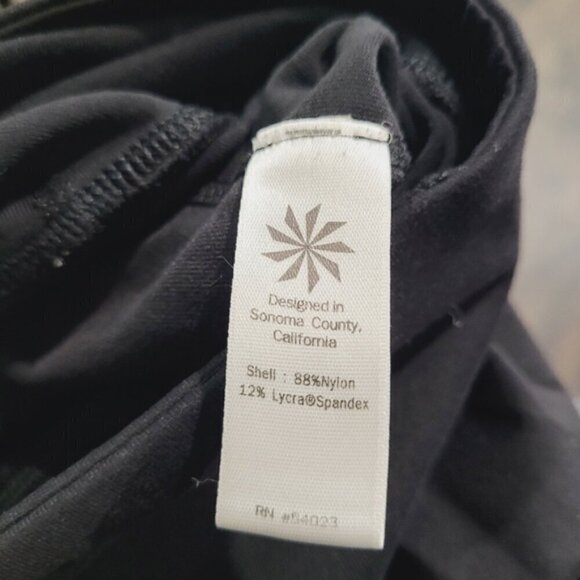 Designed in
Sonoma County,
California
Shell : 88%Nylon
12% Lycra®Spandex
RN #54023